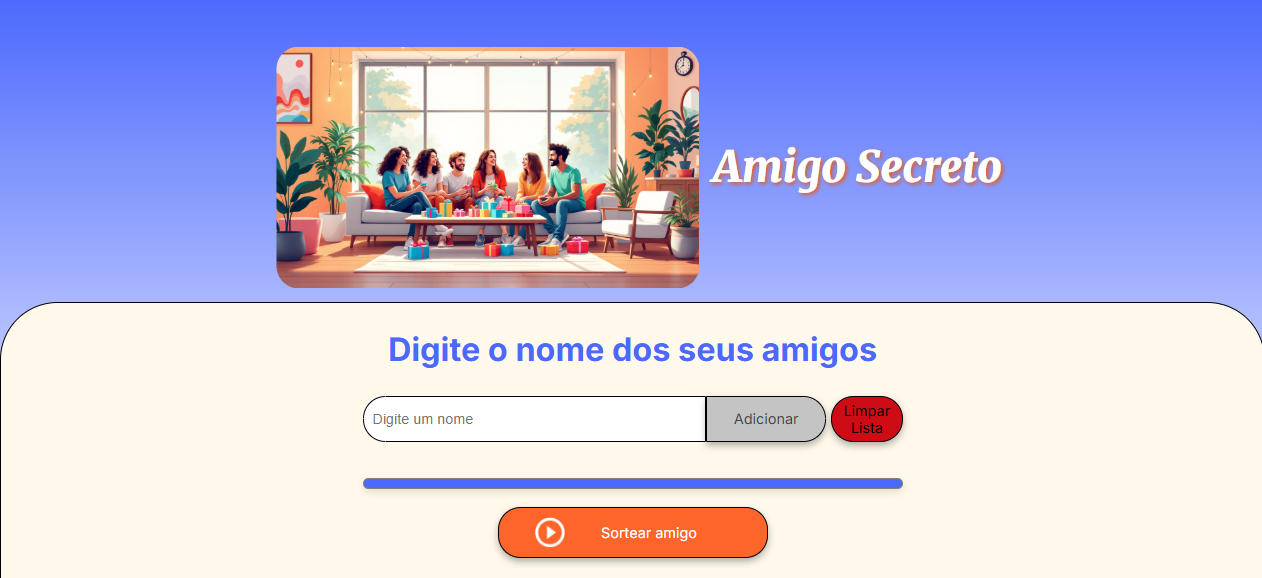 Amigo Secreto
Digite o nome dos seus amigos
Digite um nome
Adicionar
Limpar
Lista
Sortear amigo